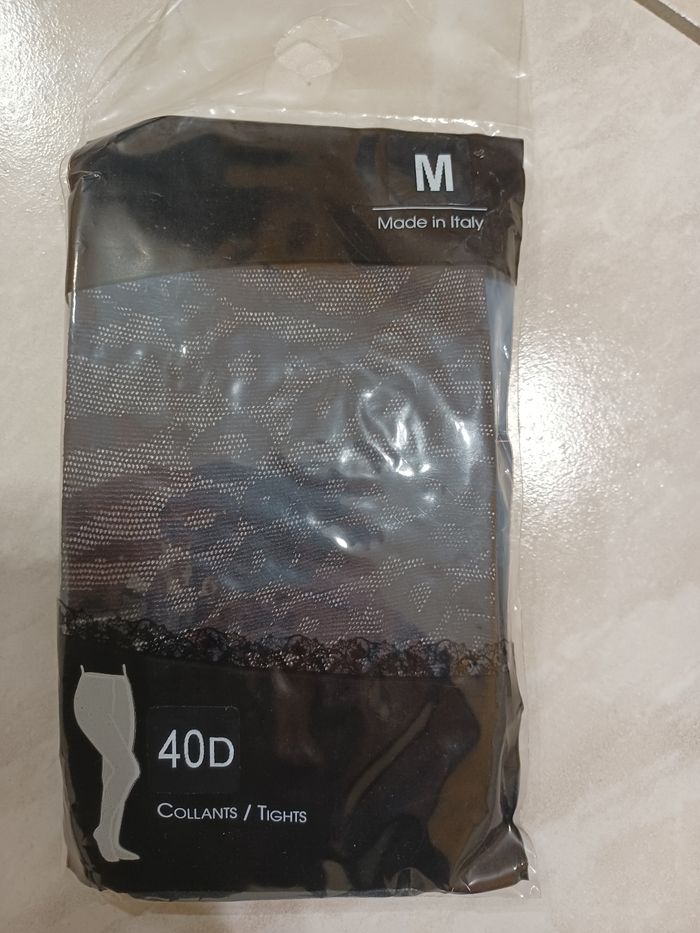 M
Made in Italy
40D
COLLANTS / TIGHTS